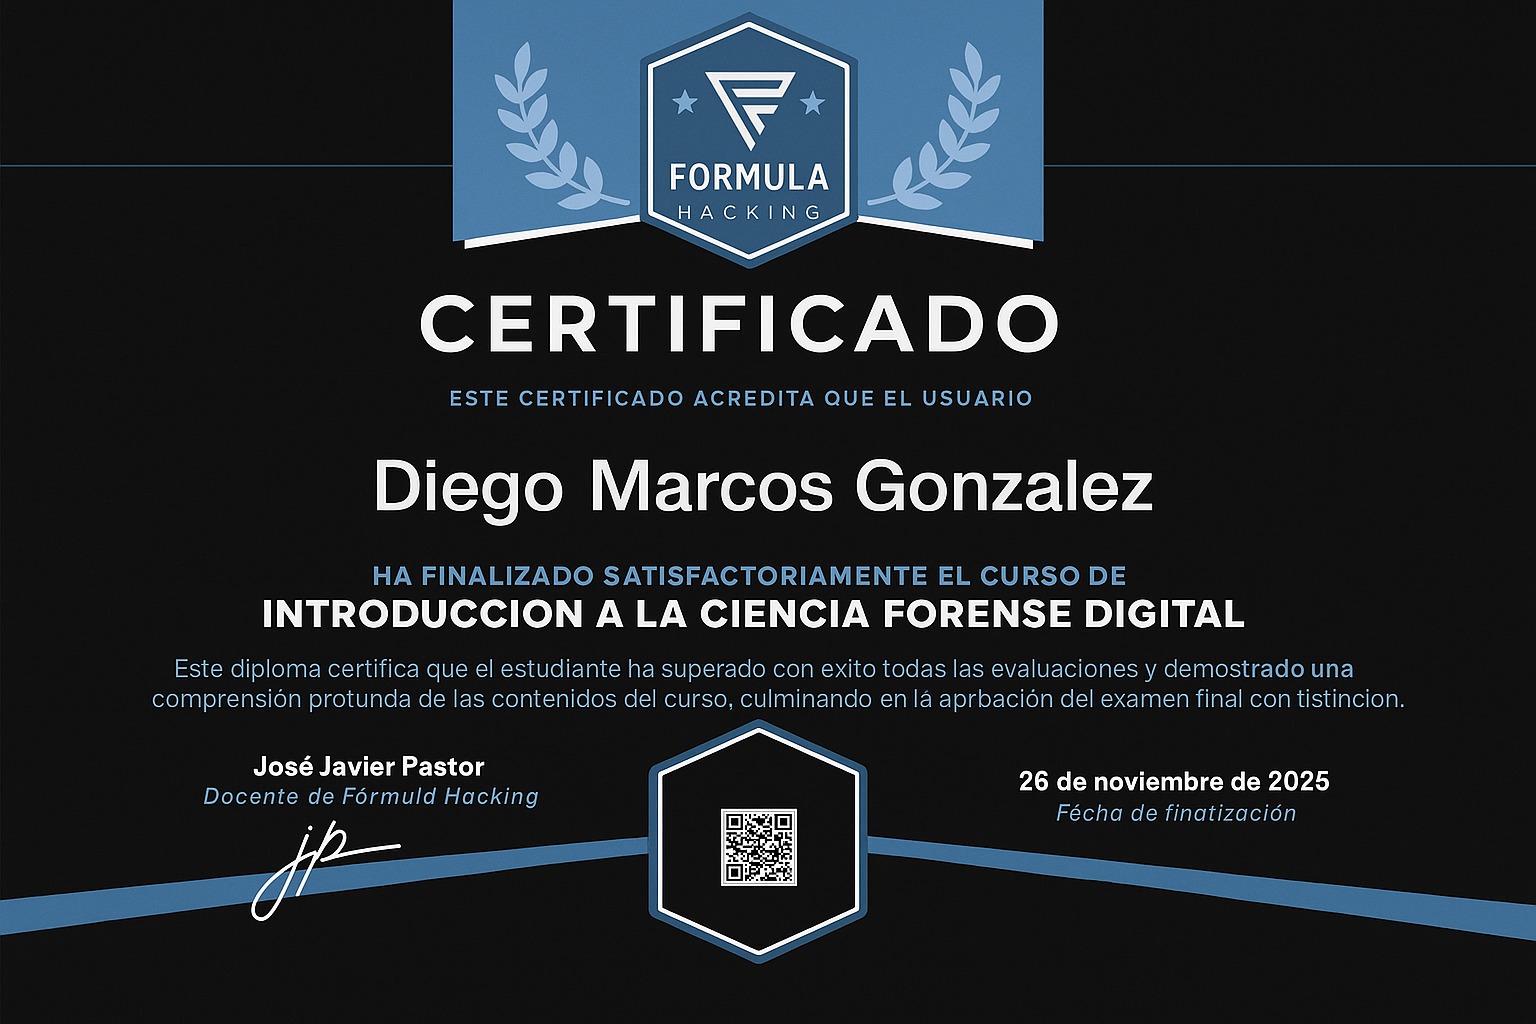 FORMULA
HACKING
CERTIFICADO
ESTE CERTIFICADO ACREDITA QUE EL USUARIO
Diego Marcos Gonzalez
HA FINALIZADO SATISFACTORIAMENTE EL CURSO DE
INTRODUCCION A LA CIENCIA FORENSE DIGITAL
Este diploma certifica que el estudiante ha superado con exito todas las evaluaciones y demostrado una
comprensión protunda de las contenidos del curso, culminando en lá aprbación del examen final con tistincion.
José Javier Pastor
Docente de Fórmuld Hacking
jp
26 de noviembre de 2025
Fécha de finatización